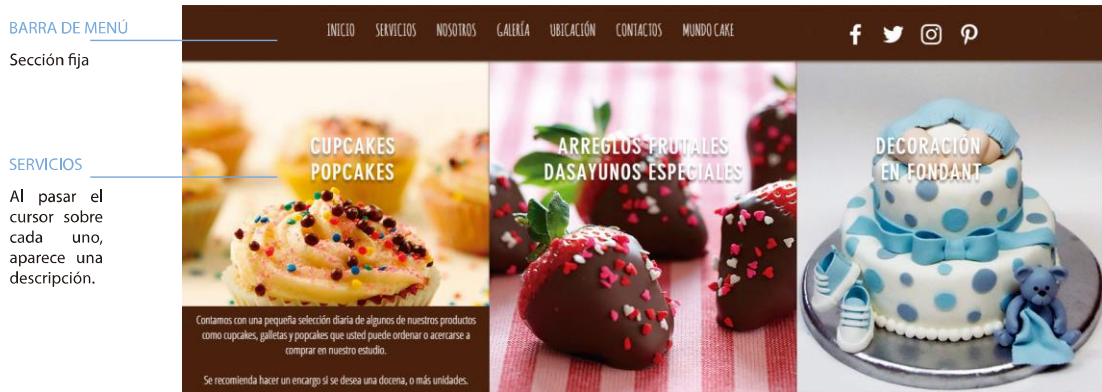 BARRA DE MENÚ
Sección fija
INICIO SERVICIOS NOSOTROS GALERÍA UBICACIÓN CONTACTOS MUNDO CAKE
SERVICIOS
Al pasar el
cursor sobre
cada uno,
aparece una
descripción.
CUPCAKES
POPCAKES
Contamos con una pequeña selección diaria de algunos de nuestros productos
como cupcakes, galletas y popcakes que usted puede ordenar o acercarse a
comprar en nuestro estudio.
Se recomienda hacer un encargo si se desea una docena, o más unidades.
ARREGLOS FRUTALES
DASAYUNOS ESPECIALES
DECORACIÓN
EN FONDANT